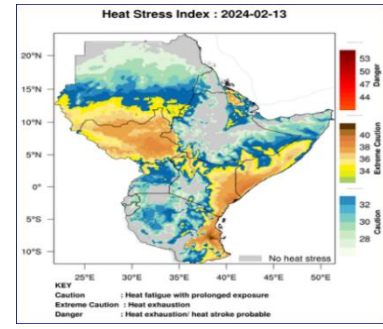 Heat Stress Index : 2024-02-13
20°N
15°N
10°N
5°N
0°
5°S
10°S
25°E
30°E
35°E
40°E
45°E
50°E
No heat stress
53
50
47
44
Danger
40
38
36
34
Extreme Caution
32
30
28
Caution
KEY
Caution : Heat fatigue with prolonged exposure
Extreme Caution : Heat exhaustion
Danger : Heat exhaustion/ heat stroke probable